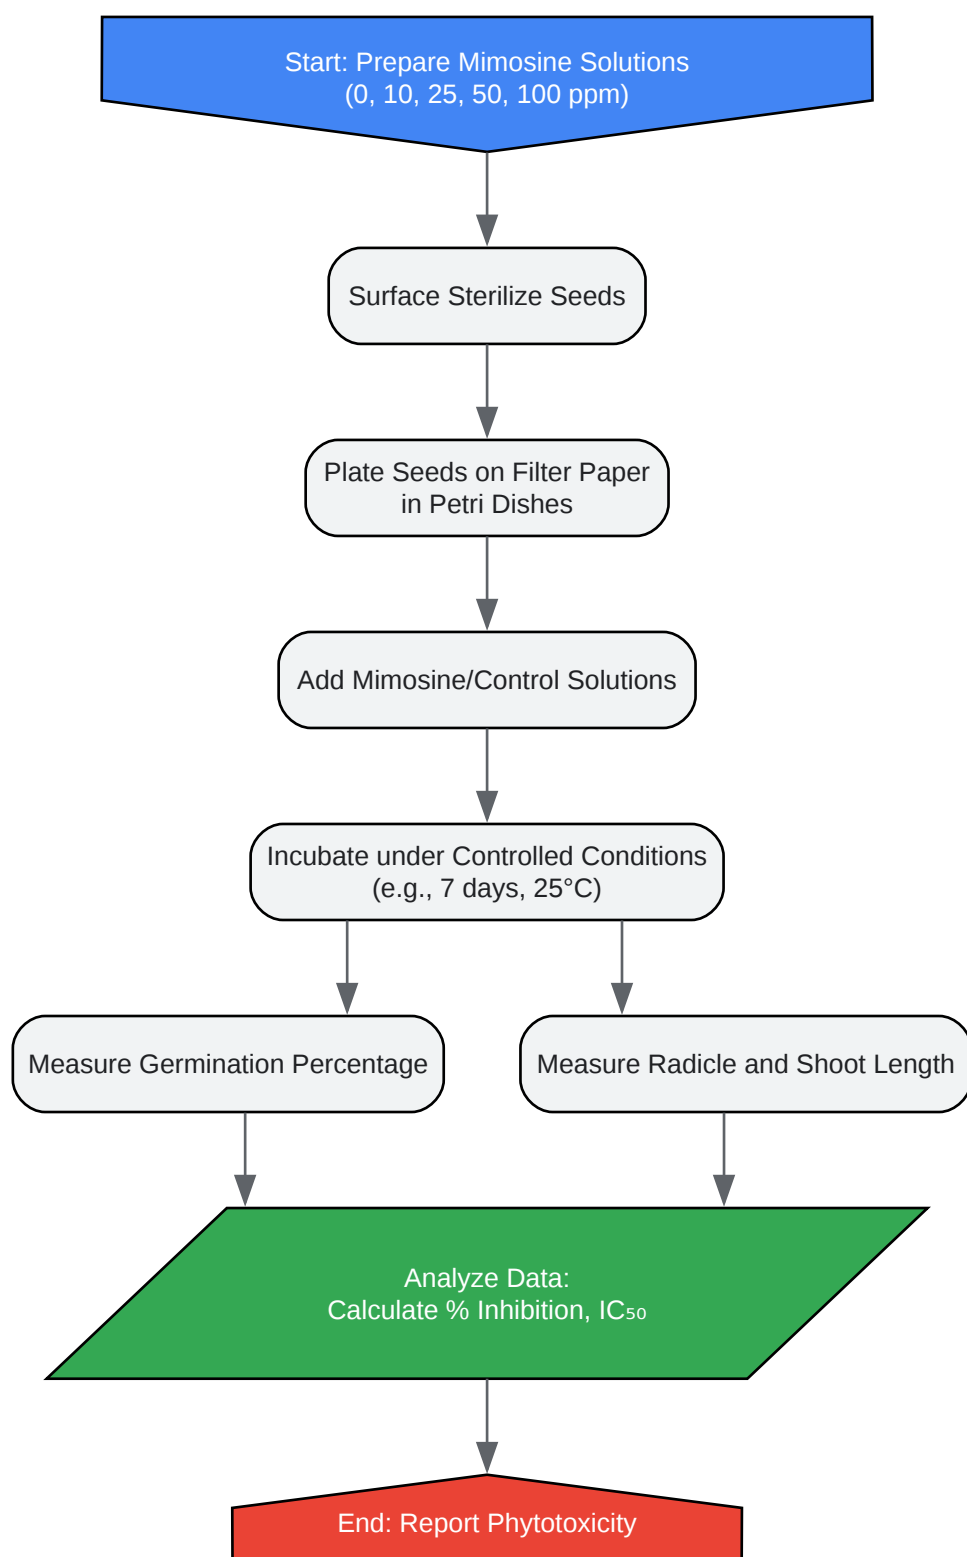 Start: Prepare Mimosine Solutions
(0, 10, 25, 50, 100 ppm)
Surface Sterilize Seeds
Plate Seeds on Filter Paper
in Petri Dishes
Add Mimosine/Control Solutions
Incubate under Controlled Conditions
(e.g., 7 days, 25°C)
Measure Germination Percentage
Measure Radicle and Shoot Length
Analyze Data:
Calculate % Inhibition, IC₅₀
End: Report Phytotoxicity